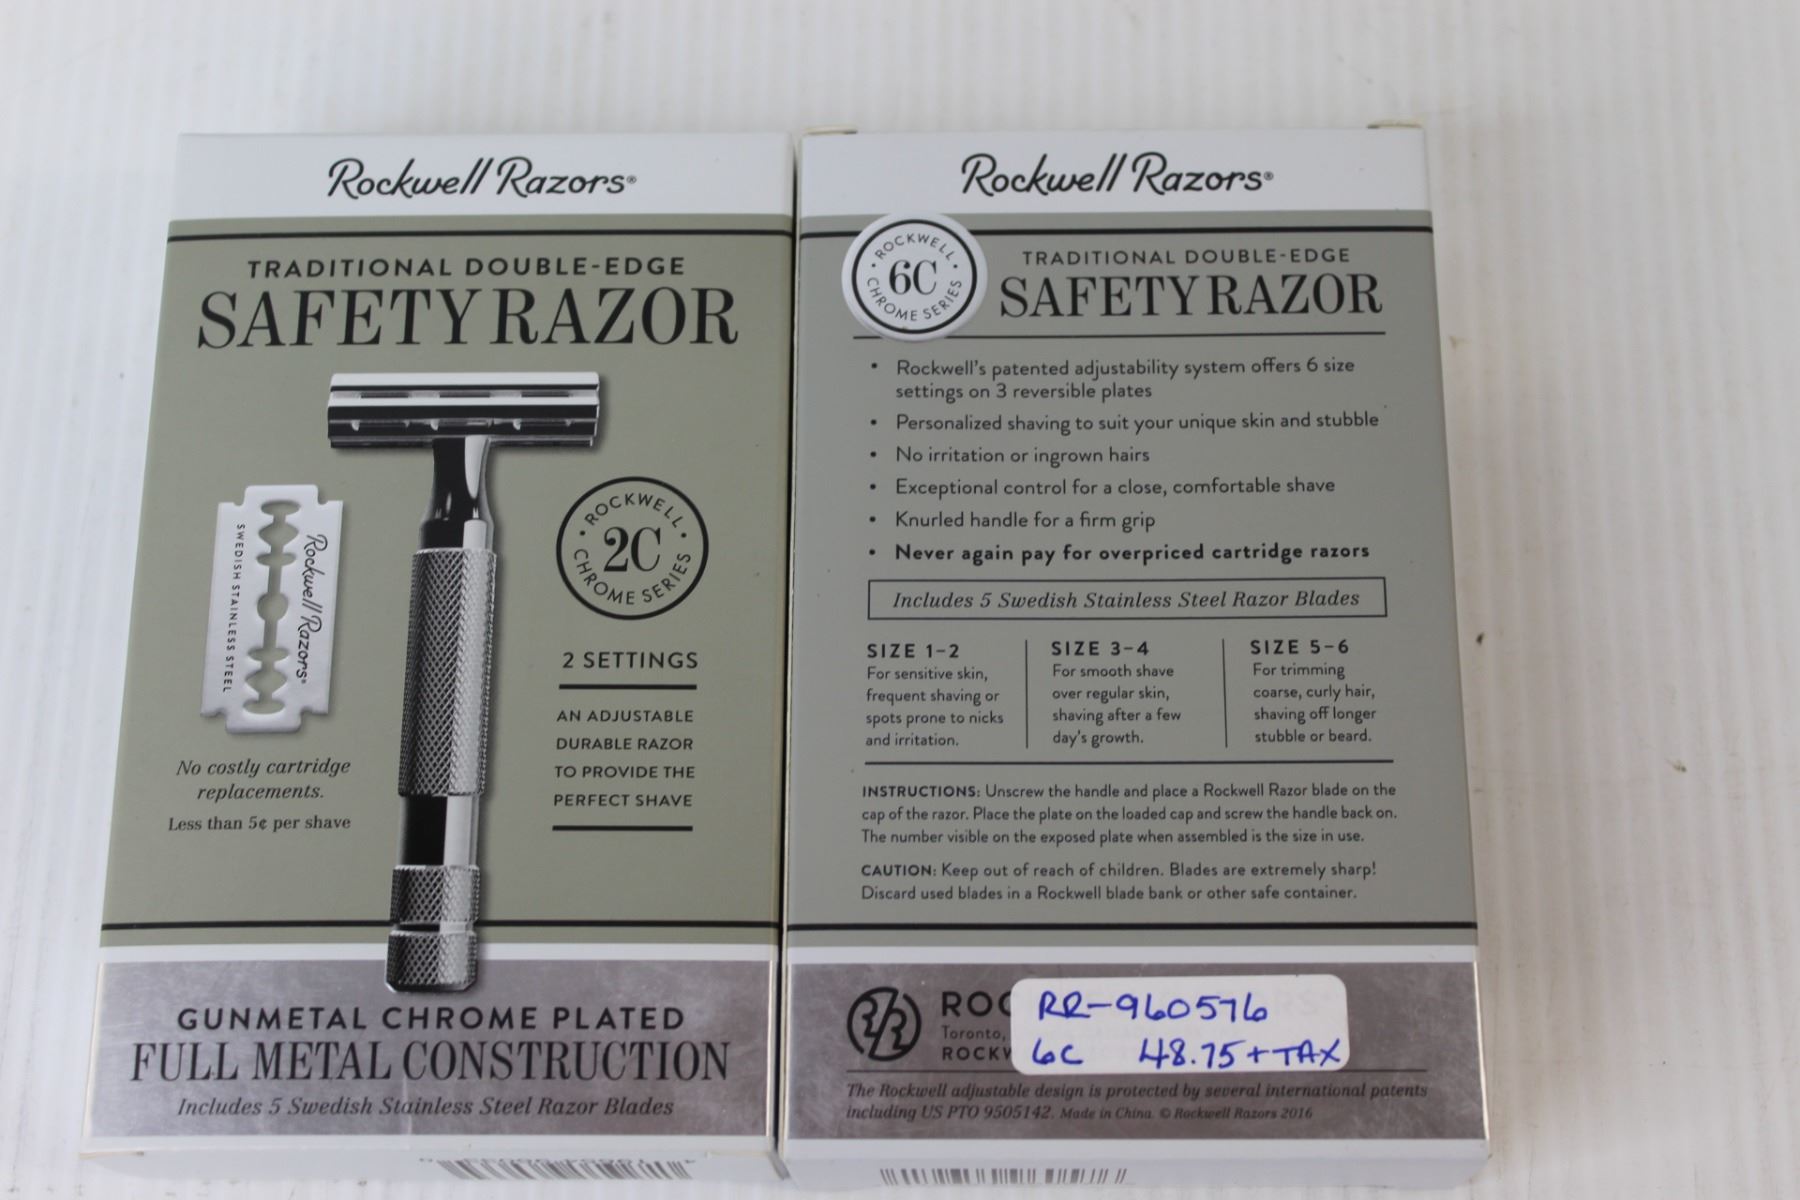 Rockwell Razors®
TRADITIONAL DOUBLE-EDGE
SAFETY RAZOR
Rockwell Razors®
SWEDISH STAINLESS STEEL
ROCKWELL
2C
CHROME SERIES
2 SETTINGS
AN ADJUSTABLE
DURABLE RAZOR
TO PROVIDE THE
PERFECT SHAVE
No costly cartridge
replacements.
Less than 5¢ per shave
GUNMETAL CHROME PLATED
FULL METAL CONSTRUCTION
Includes 5 Swedish Stainless Steel Razor Blades
Rockwell Razors®
ROCKWELL
6C
CHROME SERIES
TRADITIONAL DOUBLE-EDGE
SAFETY RAZOR
• Rockwell's patented adjustability system offers 6 size
settings on 3 reversible plates
• Personalized shaving to suit your unique skin and stubble
• No irritation or ingrown hairs
• Exceptional control for a close, comfortable shave
• Knurled handle for a firm grip
• Never again pay for overpriced cartridge razors
Includes 5 Swedish Stainless Steel Razor Blades
SIZE 1-2
For sensitive skin,
frequent shaving or
spots prone to nicks
and irritation.
SIZE 3-4
For smooth shave
over regular skin,
shaving after a few
day's growth.
SIZE 5-6
For trimming
coarse, curly hair,
shaving off longer
stubble or beard.
INSTRUCTIONS: Unscrew the handle and place a Rockwell Razor blade on the
cap of the razor. Place the plate on the loaded cap and screw the handle back on.
The number visible on the exposed plate when assembled is the size in use.
CAUTION: Keep out of reach of children. Blades are extremely sharp!
Discard used blades in a Rockwell blade bank or other safe container.
ROC
Toronto,
ROCKW
RR-960576
6C 48.75 + TAX
The Rockwell adjustable design is protected by several international patents
including US PTO 9505142. Made in China. © Rockwell Razors 2016